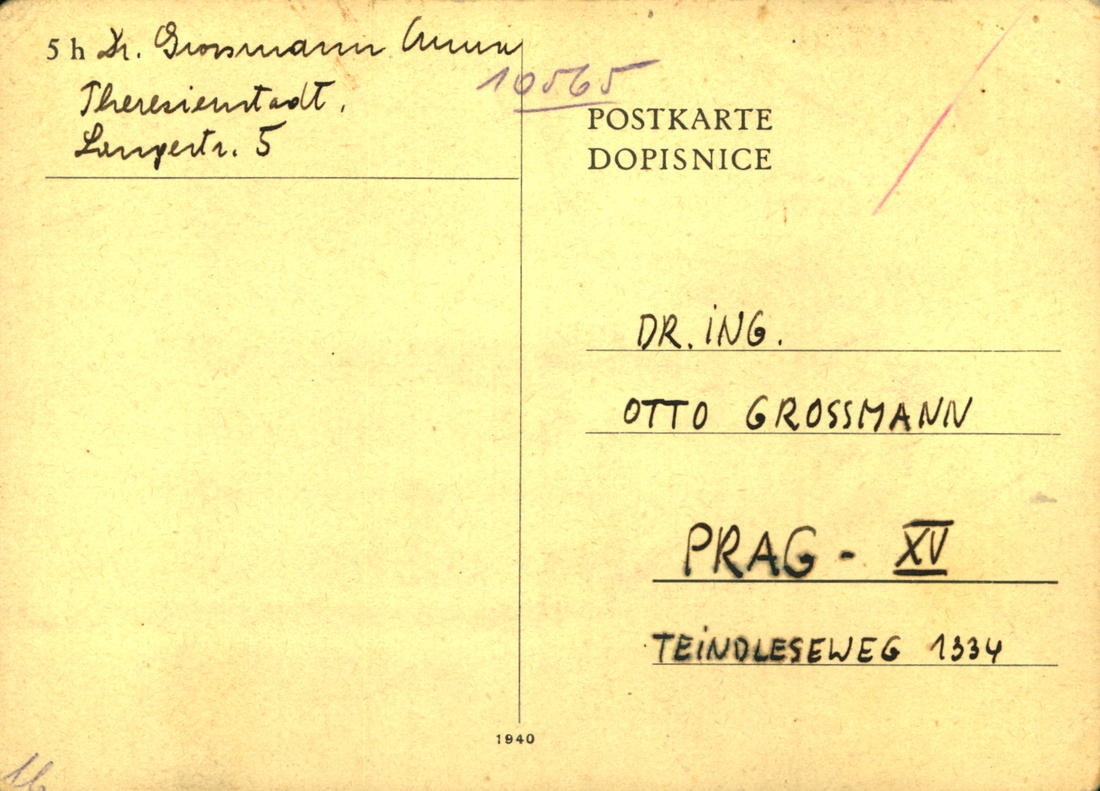 5 h Dr. Grossmann Anna
Theresienstadt,
Langestr. 5
10565
POSTKARTE
DOPISNICE
DR. ING.
OTTO GROSSMANN
PRAG - XV
TEINDLESEWEG 1334
1940
16